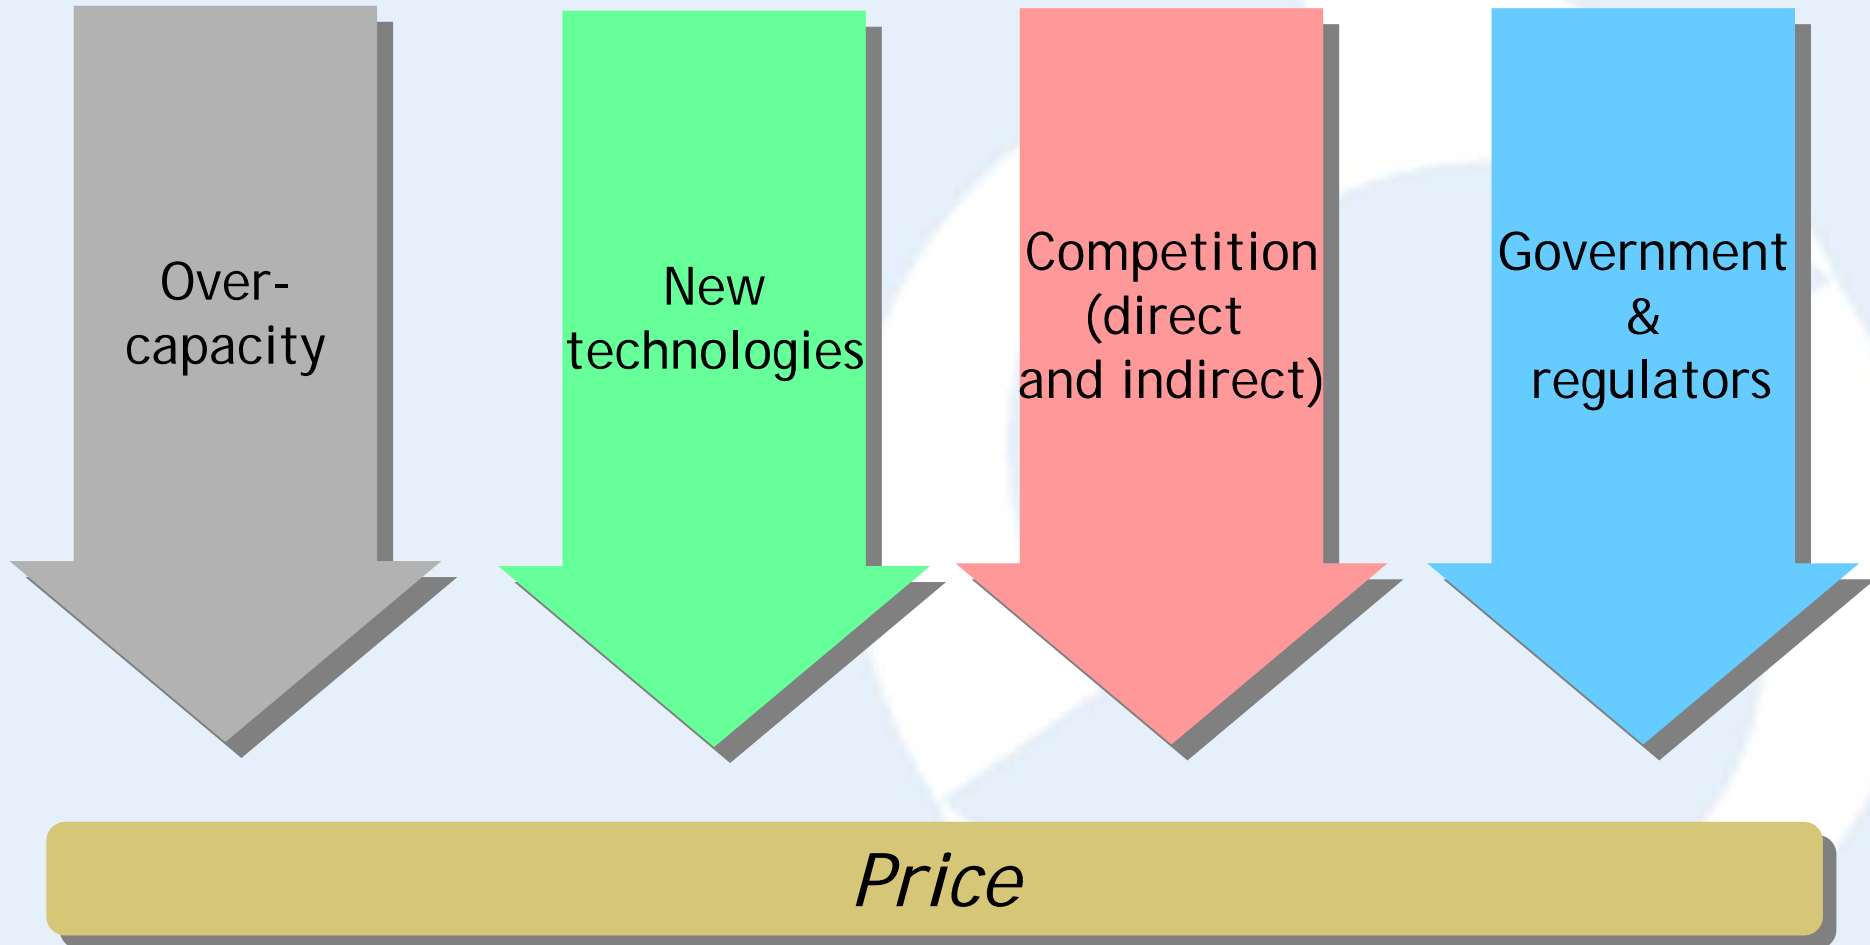 Over-
capacity
New
technologies
Competition
(direct
and indirect)
Government
&
regulators
Price